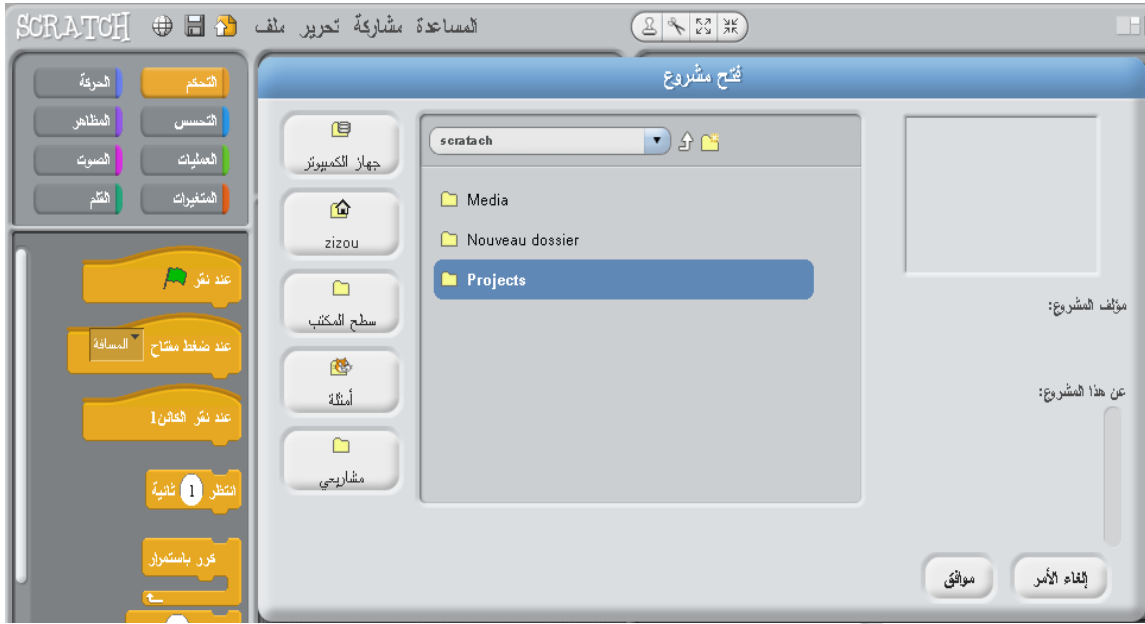 SCRATCH
ملف تحرير مشاركة المساعدة
الحركة
التحكم
المظاهر
التحسس
الصوت
العمليات
القلم
المتغيرات
عند نقر
عند ضغط مفتاح المسافة
عند نقر الكائن1
انتظر 1 ثانية
كرر باستمرار
فتح مشروع
جهاز الكمبيوتر
zizou
سطح المكتب
أمثلة
مشاريعي
scratach
Media
Nouveau dossier
Projects
مؤلف المشروع:
عن هذا المشروع:
موافق
إلغاء الأمر